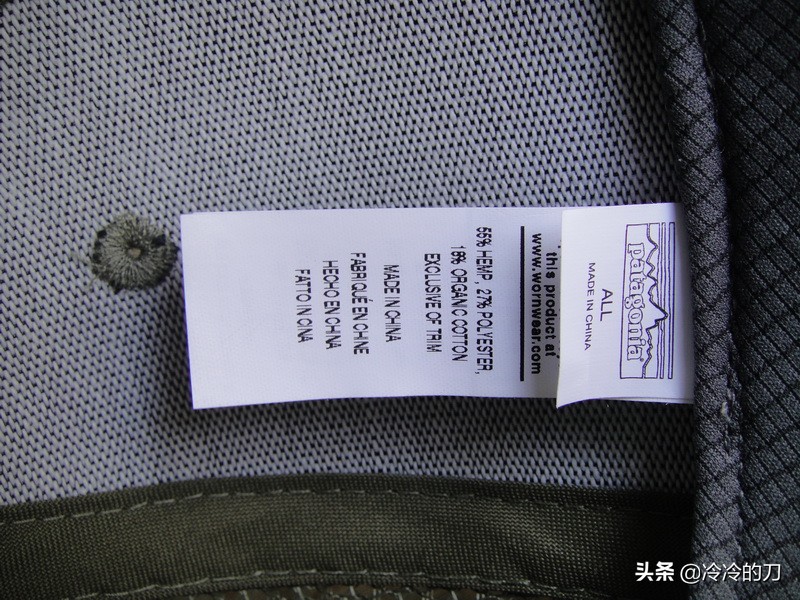 patagonia
ALL
MADE IN CHINA
this product at
www.wornwear.com
55% HEMP, 27% POLYESTER,
18% ORGANIC COTTON
EXCLUSIVE OF TRIM
MADE IN CHINA
FABRIQUÉ EN CHINE
HECHO EN CHINA
FATTO IN CINA
头条 @冷冷的刀